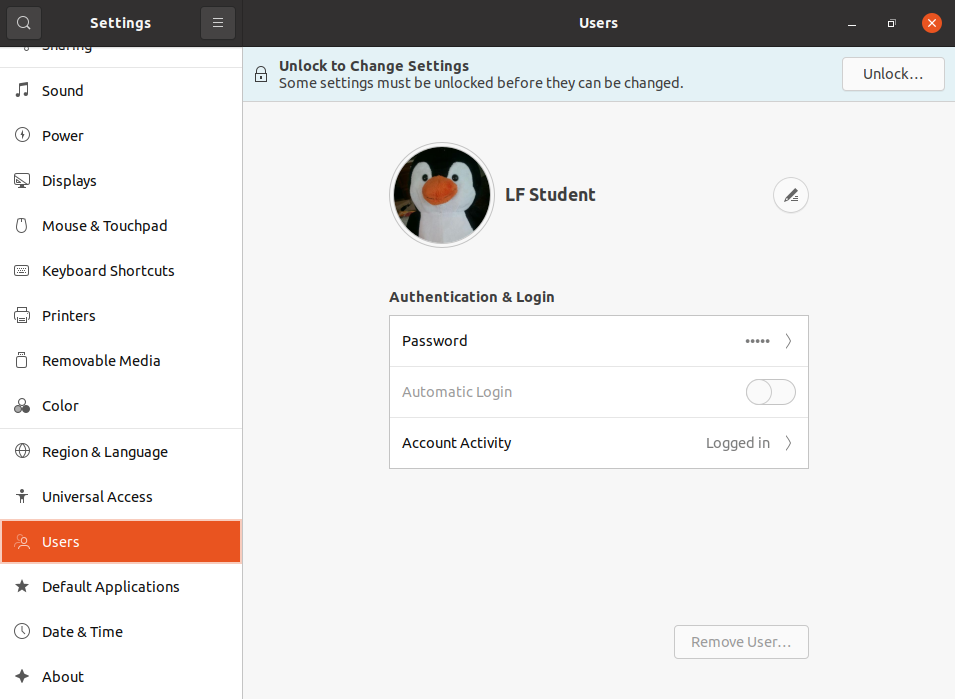 Settings
Users
Sharing
Sound
Power
Displays
Mouse & Touchpad
Keyboard Shortcuts
Printers
Removable Media
Color
Region & Language
Universal Access
Users
Default Applications
Date & Time
About
Unlock to Change Settings
Some settings must be unlocked before they can be changed.
Unlock…
LF Student
Authentication & Login
Password •••••
Automatic Login
Account Activity Logged in
Remove User…